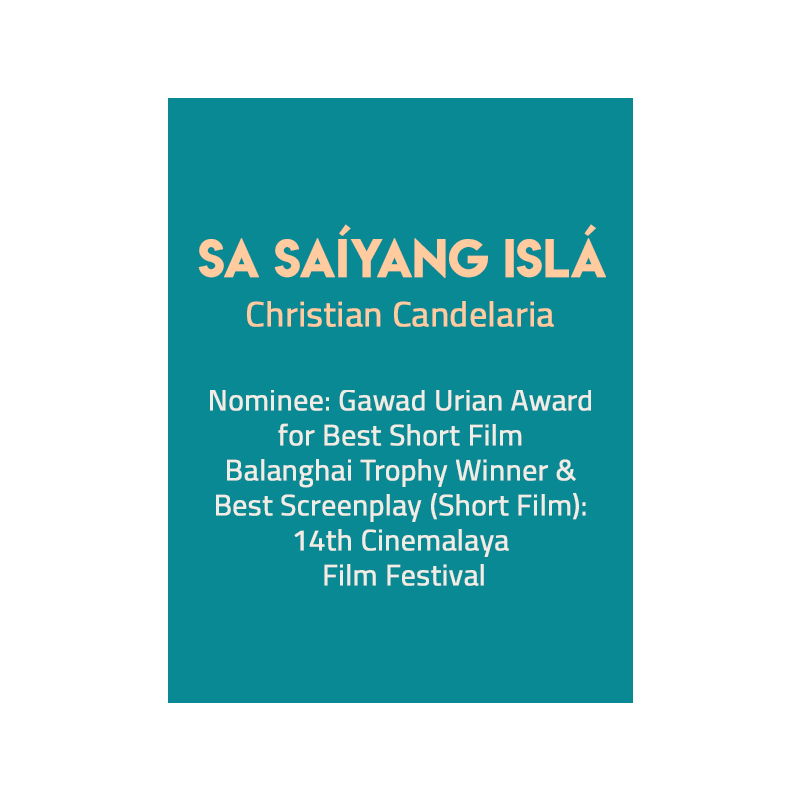 SA SAÍYANG ISLÁ
Christian Candelaria
Nominee: Gawad Urian Award
for Best Short Film
Balanghai Trophy Winner &
Best Screenplay (Short Film):
14th Cinemalaya
Film Festival